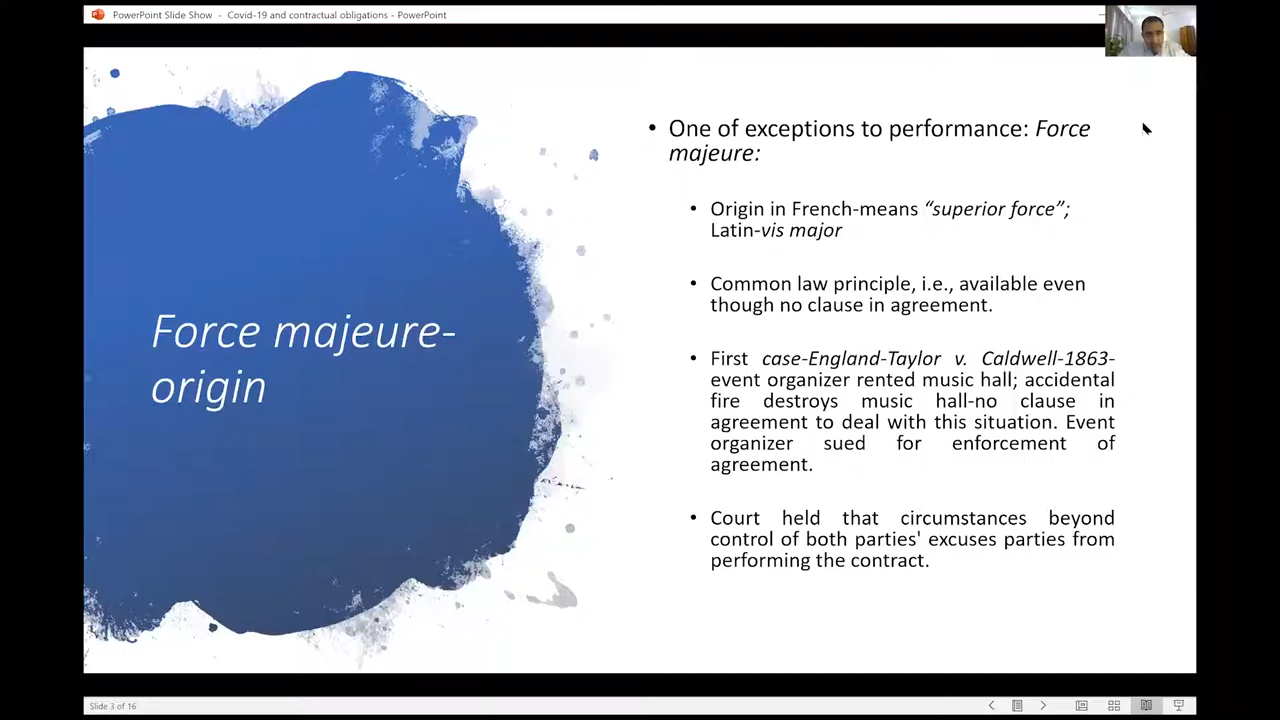 PowerPoint Slide Show - Covid-19 and contractual obligations - PowerPoint
Force majeure-
origin
• One of exceptions to performance: Force
majeure:
• Origin in French-means “superior force”;
Latin-vis major
• Common law principle, i.e., available even
though no clause in agreement.
• First case-England-Taylor v. Caldwell-1863-
event organizer rented music hall; accidental
fire destroys music hall-no clause in
agreement to deal with this situation. Event
organizer sued for enforcement of
agreement.
• Court held that circumstances beyond
control of both parties' excuses parties from
performing the contract.
Slide 3 of 16